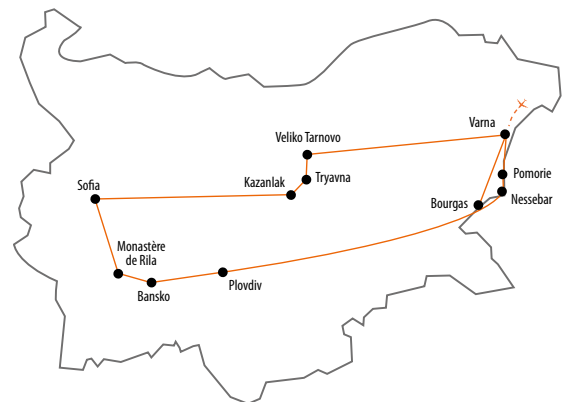 Varna
Veliko Tarnovo
Pomorie
Tryavna
Kazanlak
Sofia
Nessebar
Bourgas
Monastère
de Rila
Plovdiv
Bansko